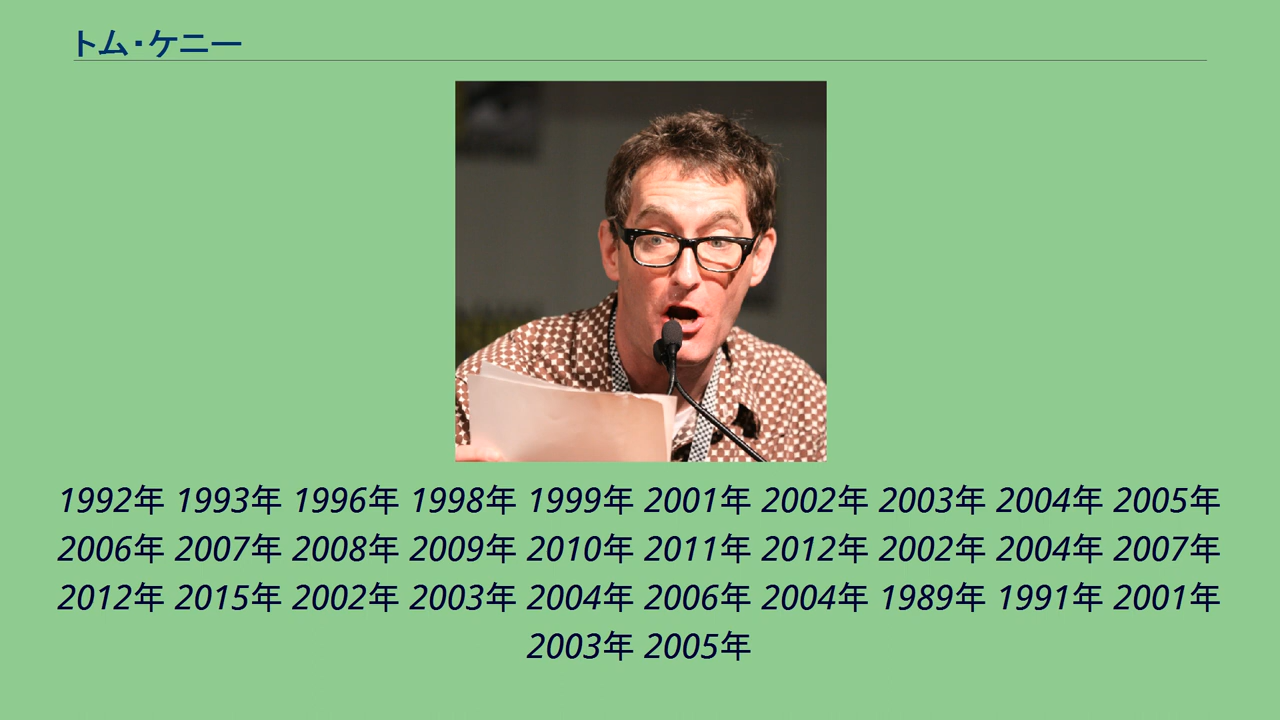 トム・ケニー
1992年 1993年 1996年 1998年 1999年 2001年 2002年 2003年 2004年 2005年
2006年 2007年 2008年 2009年 2010年 2011年 2012年 2002年 2004年 2007年
2012年 2015年 2002年 2003年 2004年 2006年 2004年 1989年 1991年 2001年
2003年 2005年